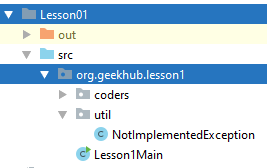 Lesson01
out
src
org.geekhub.lesson1
coders
util
NotImplementedException
Lesson1Main